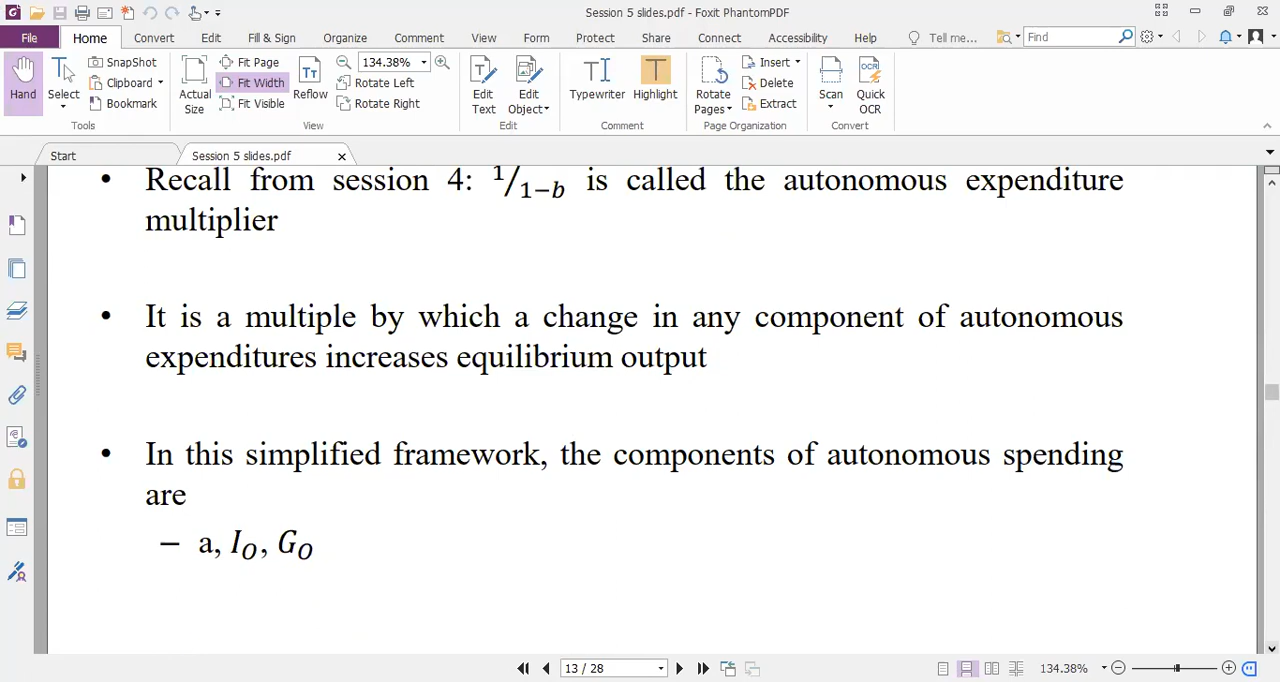 Session 5 slides.pdf - Foxit PhantomPDF
File Home Convert Edit Fill & Sign Organize Comment View Form Protect Share Connect Accessibility Help Tell me... Find
Hand Select SnapShot Clipboard Bookmark Actual Size Fit Page Fit Width Fit Visible Reflow 134.38% Rotate Left Rotate Right Edit Text Edit Object Typewriter Highlight Rotate Pages Insert Delete Extract Scan Quick OCR
Tools View Edit Comment Page Organization Convert
Start Session 5 slides.pdf
• Recall from session 4: 1/1−b is called the autonomous expenditure
multiplier
• It is a multiple by which a change in any component of autonomous
expenditures increases equilibrium output
• In this simplified framework, the components of autonomous spending
are
– a, I_O, G_O
13 / 28 134.38%